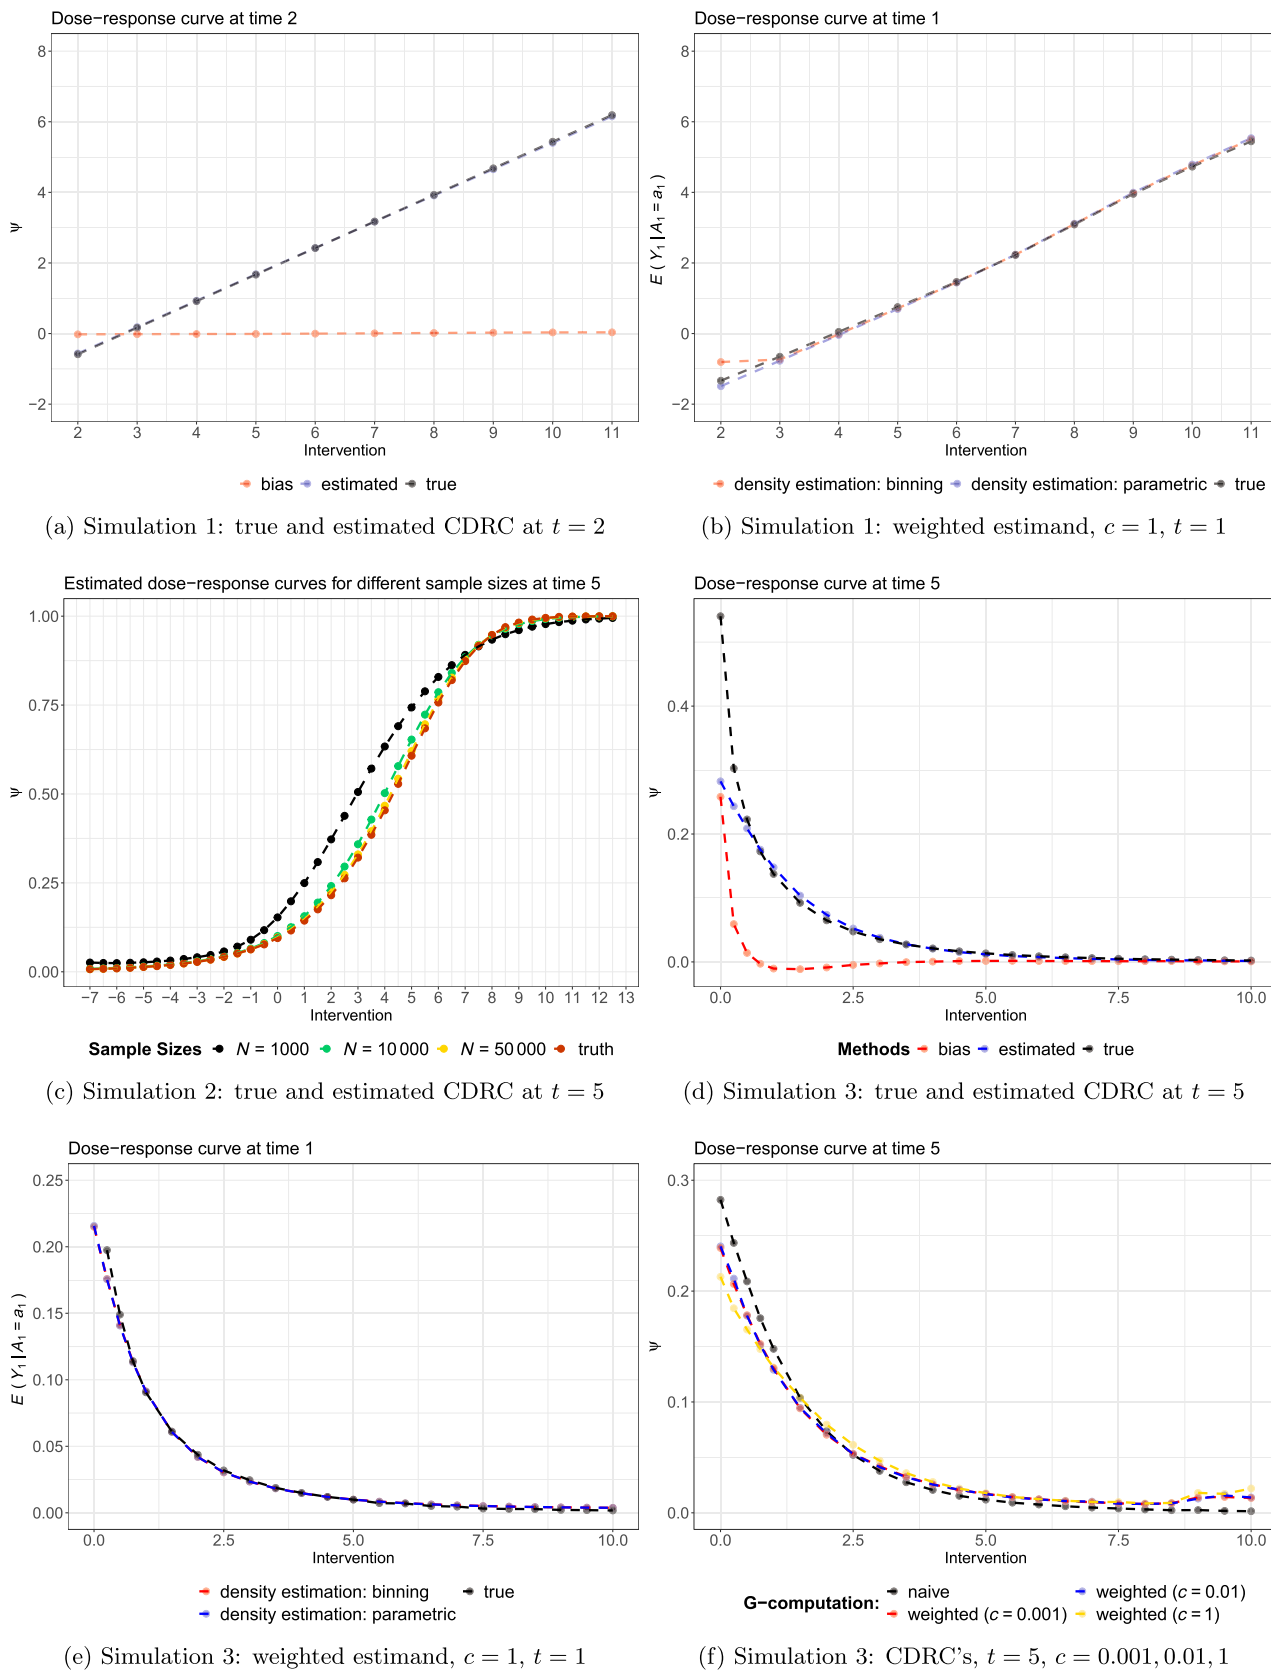 Dose−response curve at time 2
8
6
4
2
0
−2
ψ
2 3 4 5 6 7 8 9 10 11
Intervention
bias estimated true
(a) Simulation 1: true and estimated CDRC at t = 2
Dose−response curve at time 1
8
6
4
2
0
−2
E ( Y1 | A1 = a1 )
2 3 4 5 6 7 8 9 10 11
Intervention
density estimation: binning density estimation: parametric true
(b) Simulation 1: weighted estimand, c = 1, t = 1
Estimated dose−response curves for different sample sizes at time 5
1.00
0.75
0.50
0.25
0.00
ψ
−7 −6 −5 −4 −3 −2 −1 0 1 2 3 4 5 6 7 8 9 10 11 12 13
Intervention
Sample Sizes N = 1000 N = 10 000 N = 50 000 truth
(c) Simulation 2: true and estimated CDRC at t = 5
Dose−response curve at time 5
0.4
0.2
0.0
ψ
0.0 2.5 5.0 7.5 10.0
Intervention
Methods bias estimated true
(d) Simulation 3: true and estimated CDRC at t = 5
Dose−response curve at time 1
0.25
0.20
0.15
0.10
0.05
0.00
E ( Y1 | A1 = a1 )
0.0 2.5 5.0 7.5 10.0
Intervention
density estimation: binning true
density estimation: parametric
(e) Simulation 3: weighted estimand, c = 1, t = 1
Dose−response curve at time 5
0.3
0.2
0.1
0.0
ψ
0.0 2.5 5.0 7.5 10.0
Intervention
G−computation: naive weighted (c = 0.01)
weighted (c = 0.001) weighted (c = 1)
(f) Simulation 3: CDRC's, t = 5, c = 0.001, 0.01, 1